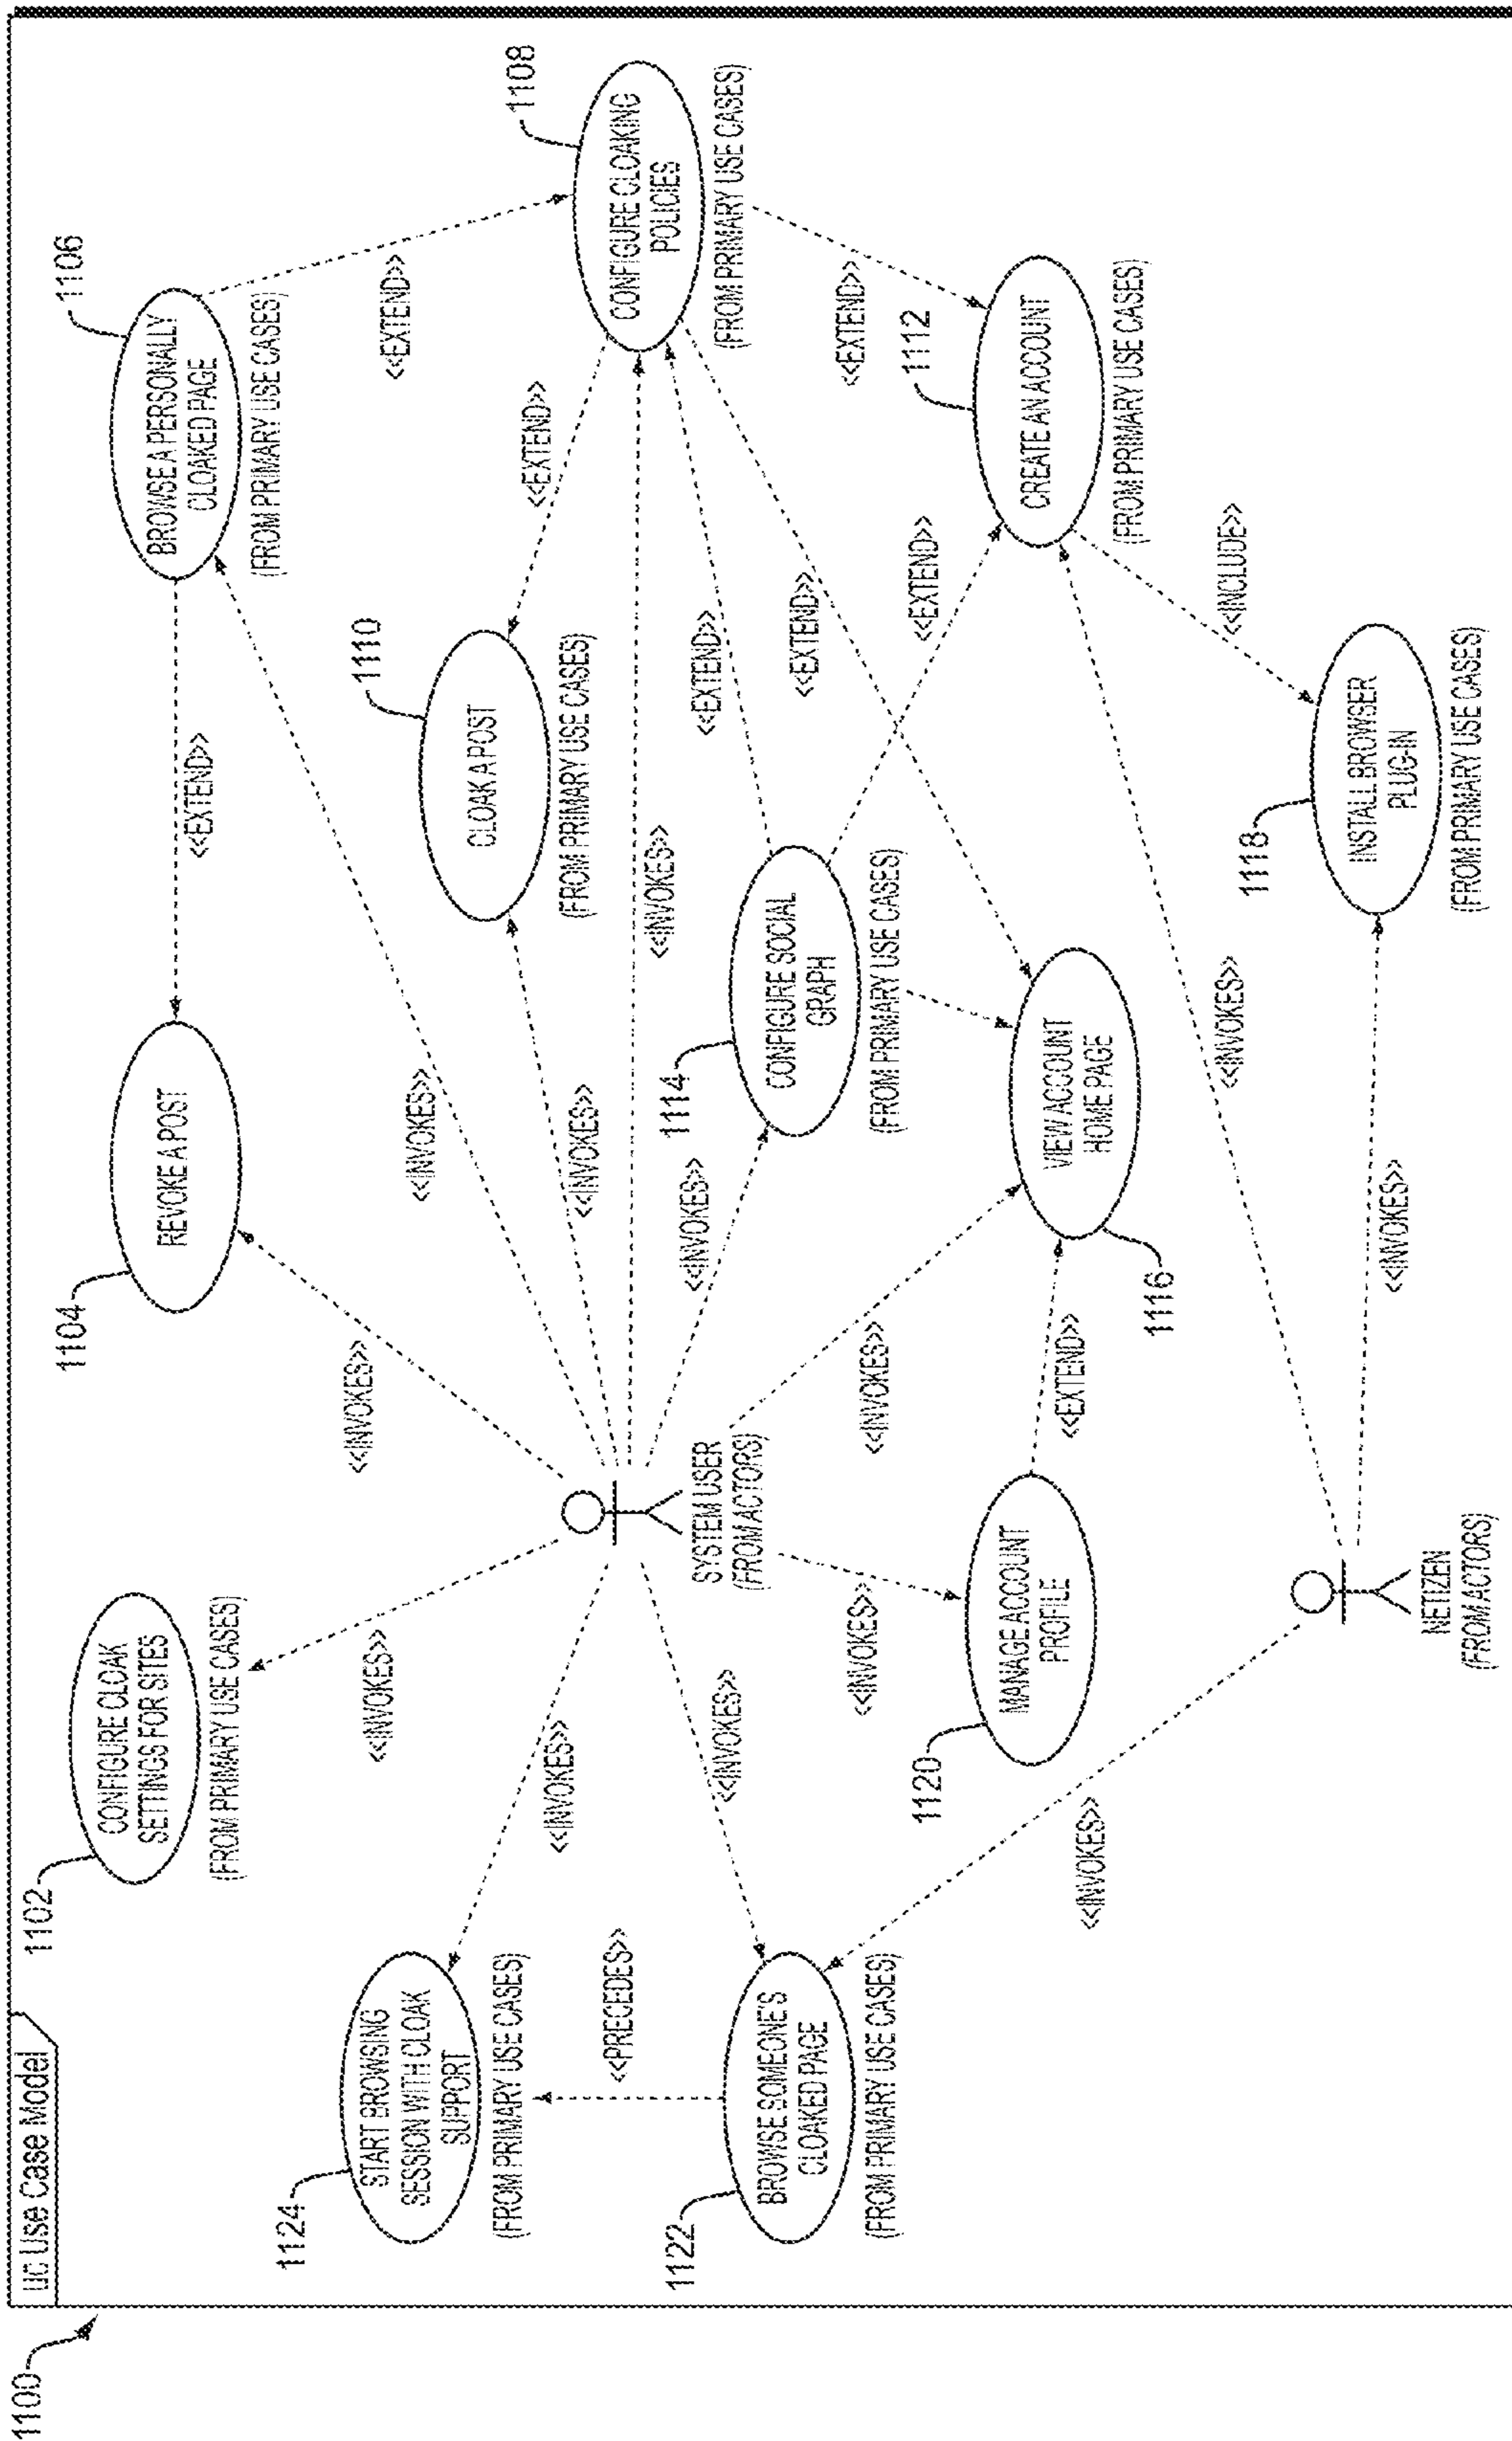 1100
uc Use Case Model
1102
CONFIGURE CLOAK
SETTINGS FOR SITES
(FROM PRIMARY USE CASES)
1104
REVOKE A POST
<<EXTEND>>
1106
BROWSE A PERSONALLY
CLOAKED PAGE
(FROM PRIMARY USE CASES)
<<INVOKES>>
<<INVOKES>>
<<INVOKES>>
<<EXTEND>>
1124
START BROWSING
SESSION WITH CLOAK
SUPPORT
(FROM PRIMARY USE CASES)
<<INVOKES>>
<<INVOKES>>
1110
CLOAK A POST
(FROM PRIMARY USE CASES)
<<EXTEND>>
1108
CONFIGURE CLOAKING
POLICIES
(FROM PRIMARY USE CASES)
<<PRECEDES>>
<<INVOKES>>
SYSTEM USER
(FROM ACTORS)
<<INVOKES>>
<<INVOKES>>
<<EXTEND>>
1114
CONFIGURE SOCIAL
GRAPH
(FROM PRIMARY USE CASES)
<<EXTEND>>
<<EXTEND>>
1122
BROWSE SOMEONE'S
CLOAKED PAGE
(FROM PRIMARY USE CASES)
<<INVOKES>>
<<INVOKES>>
<<EXTEND>>
1120
MANAGE ACCOUNT
PROFILE
<<EXTEND>>
VIEW ACCOUNT
HOME PAGE
1116
1112
CREATE AN ACCOUNT
(FROM PRIMARY USE CASES)
<<INVOKES>>
<<INVOKES>>
<<INCLUDE>>
NETIZEN
(FROM ACTORS)
<<INVOKES>>
1118
INSTALL BROWSER
PLUG-IN
(FROM PRIMARY USE CASES)